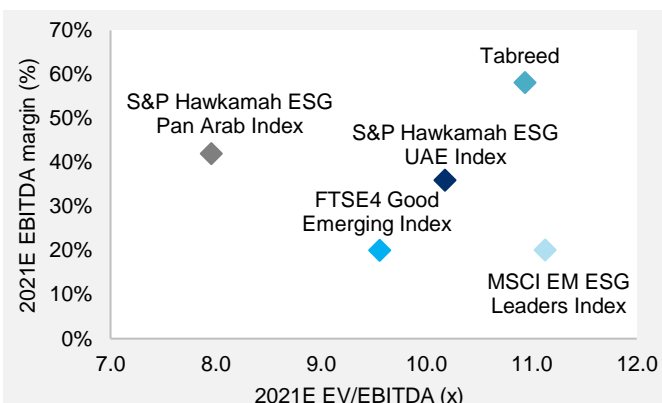 70%
60%
50%
40%
30%
20%
10%
0%
2021E EBITDA margin (%)
Tabreed
S&P Hawkamah ESG
Pan Arab Index
S&P Hawkamah ESG
UAE Index
FTSE4 Good
Emerging Index
MSCI EM ESG
Leaders Index
7.0 8.0 9.0 10.0 11.0 12.0
2021E EV/EBITDA (x)